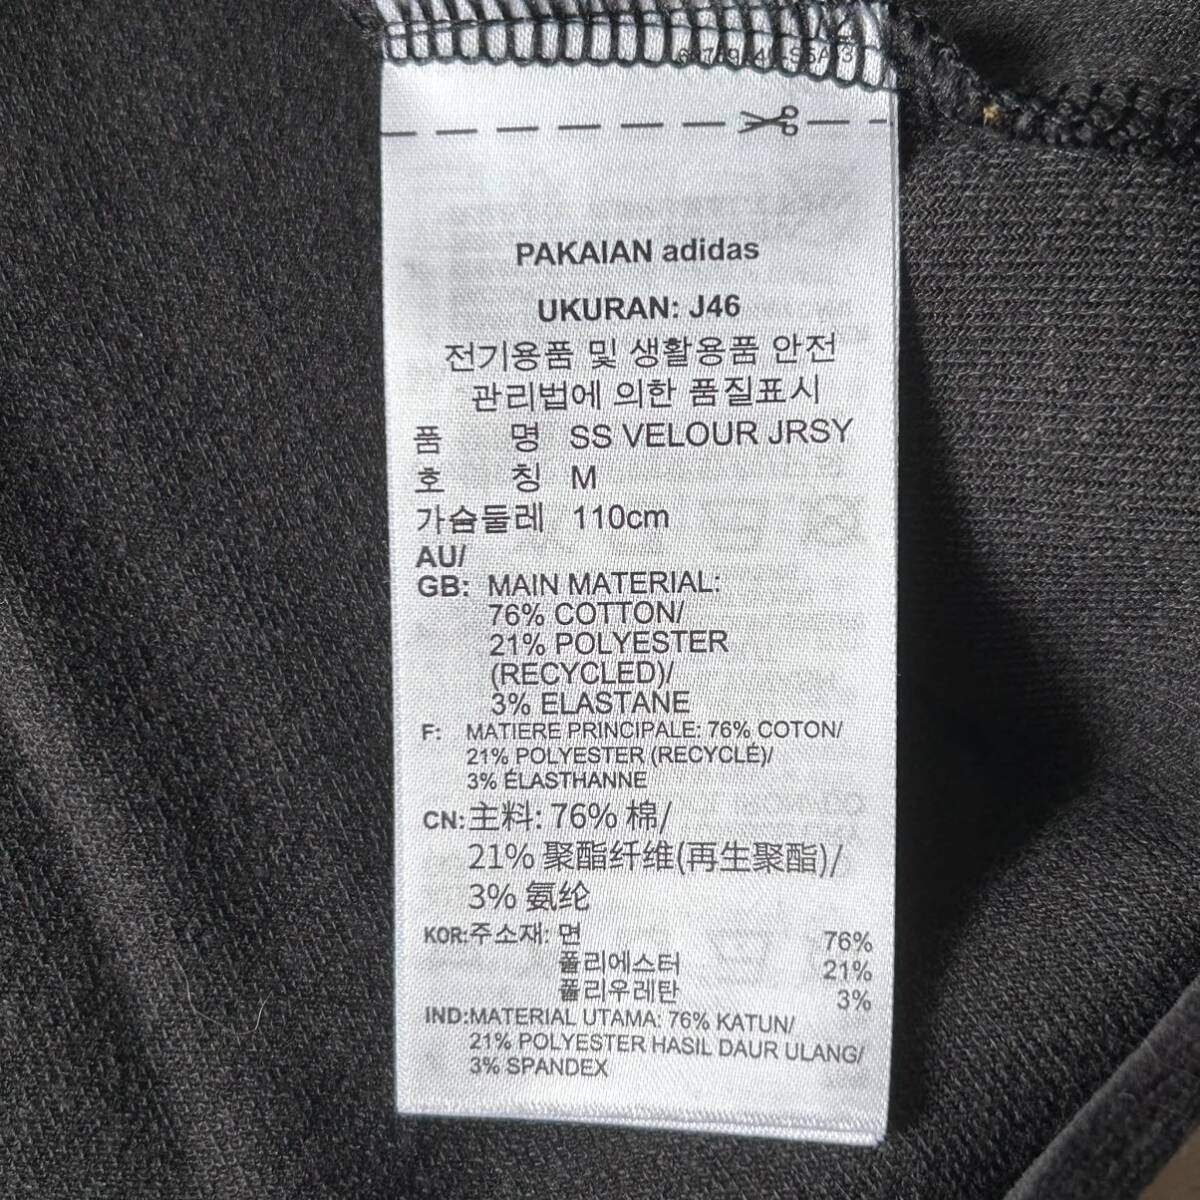 PAKAIAN adidas
UKURAN: J46
전기용품 및 생활용품 안전
관리법에 의한 품질표시
품 명 SS VELOUR JRSY
호 칭 M
가슴둘레 110cm
AU/
GB: MAIN MATERIAL:
76% COTTON/
21% POLYESTER
(RECYCLED)/
3% ELASTANE
F: MATIERE PRINCIPALE: 76% COTON/
21% POLYESTER (RECYCLÉ)/
3% ÉLASTHANNE
CN: 主料: 76% 棉/
21% 聚酯纤维(再生聚酯)/
3% 氨纶
KOR: 주소재: 면 76%
폴리에스터 21%
폴리우레탄 3%
IND: MATERIAL UTAMA: 76% KATUN/
21% POLYESTER HASIL DAUR ULANG/
3% SPANDEX